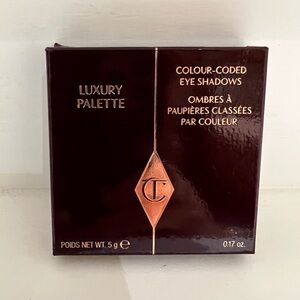 LUXURY
PALETTE
COLOUR-CODED
EYE SHADOWS
OMBRES À
PAUPIÈRES CLASSÉES
PAR COULEUR
CT
POIDS NET WT. 5 g ℮
0.17 oz.